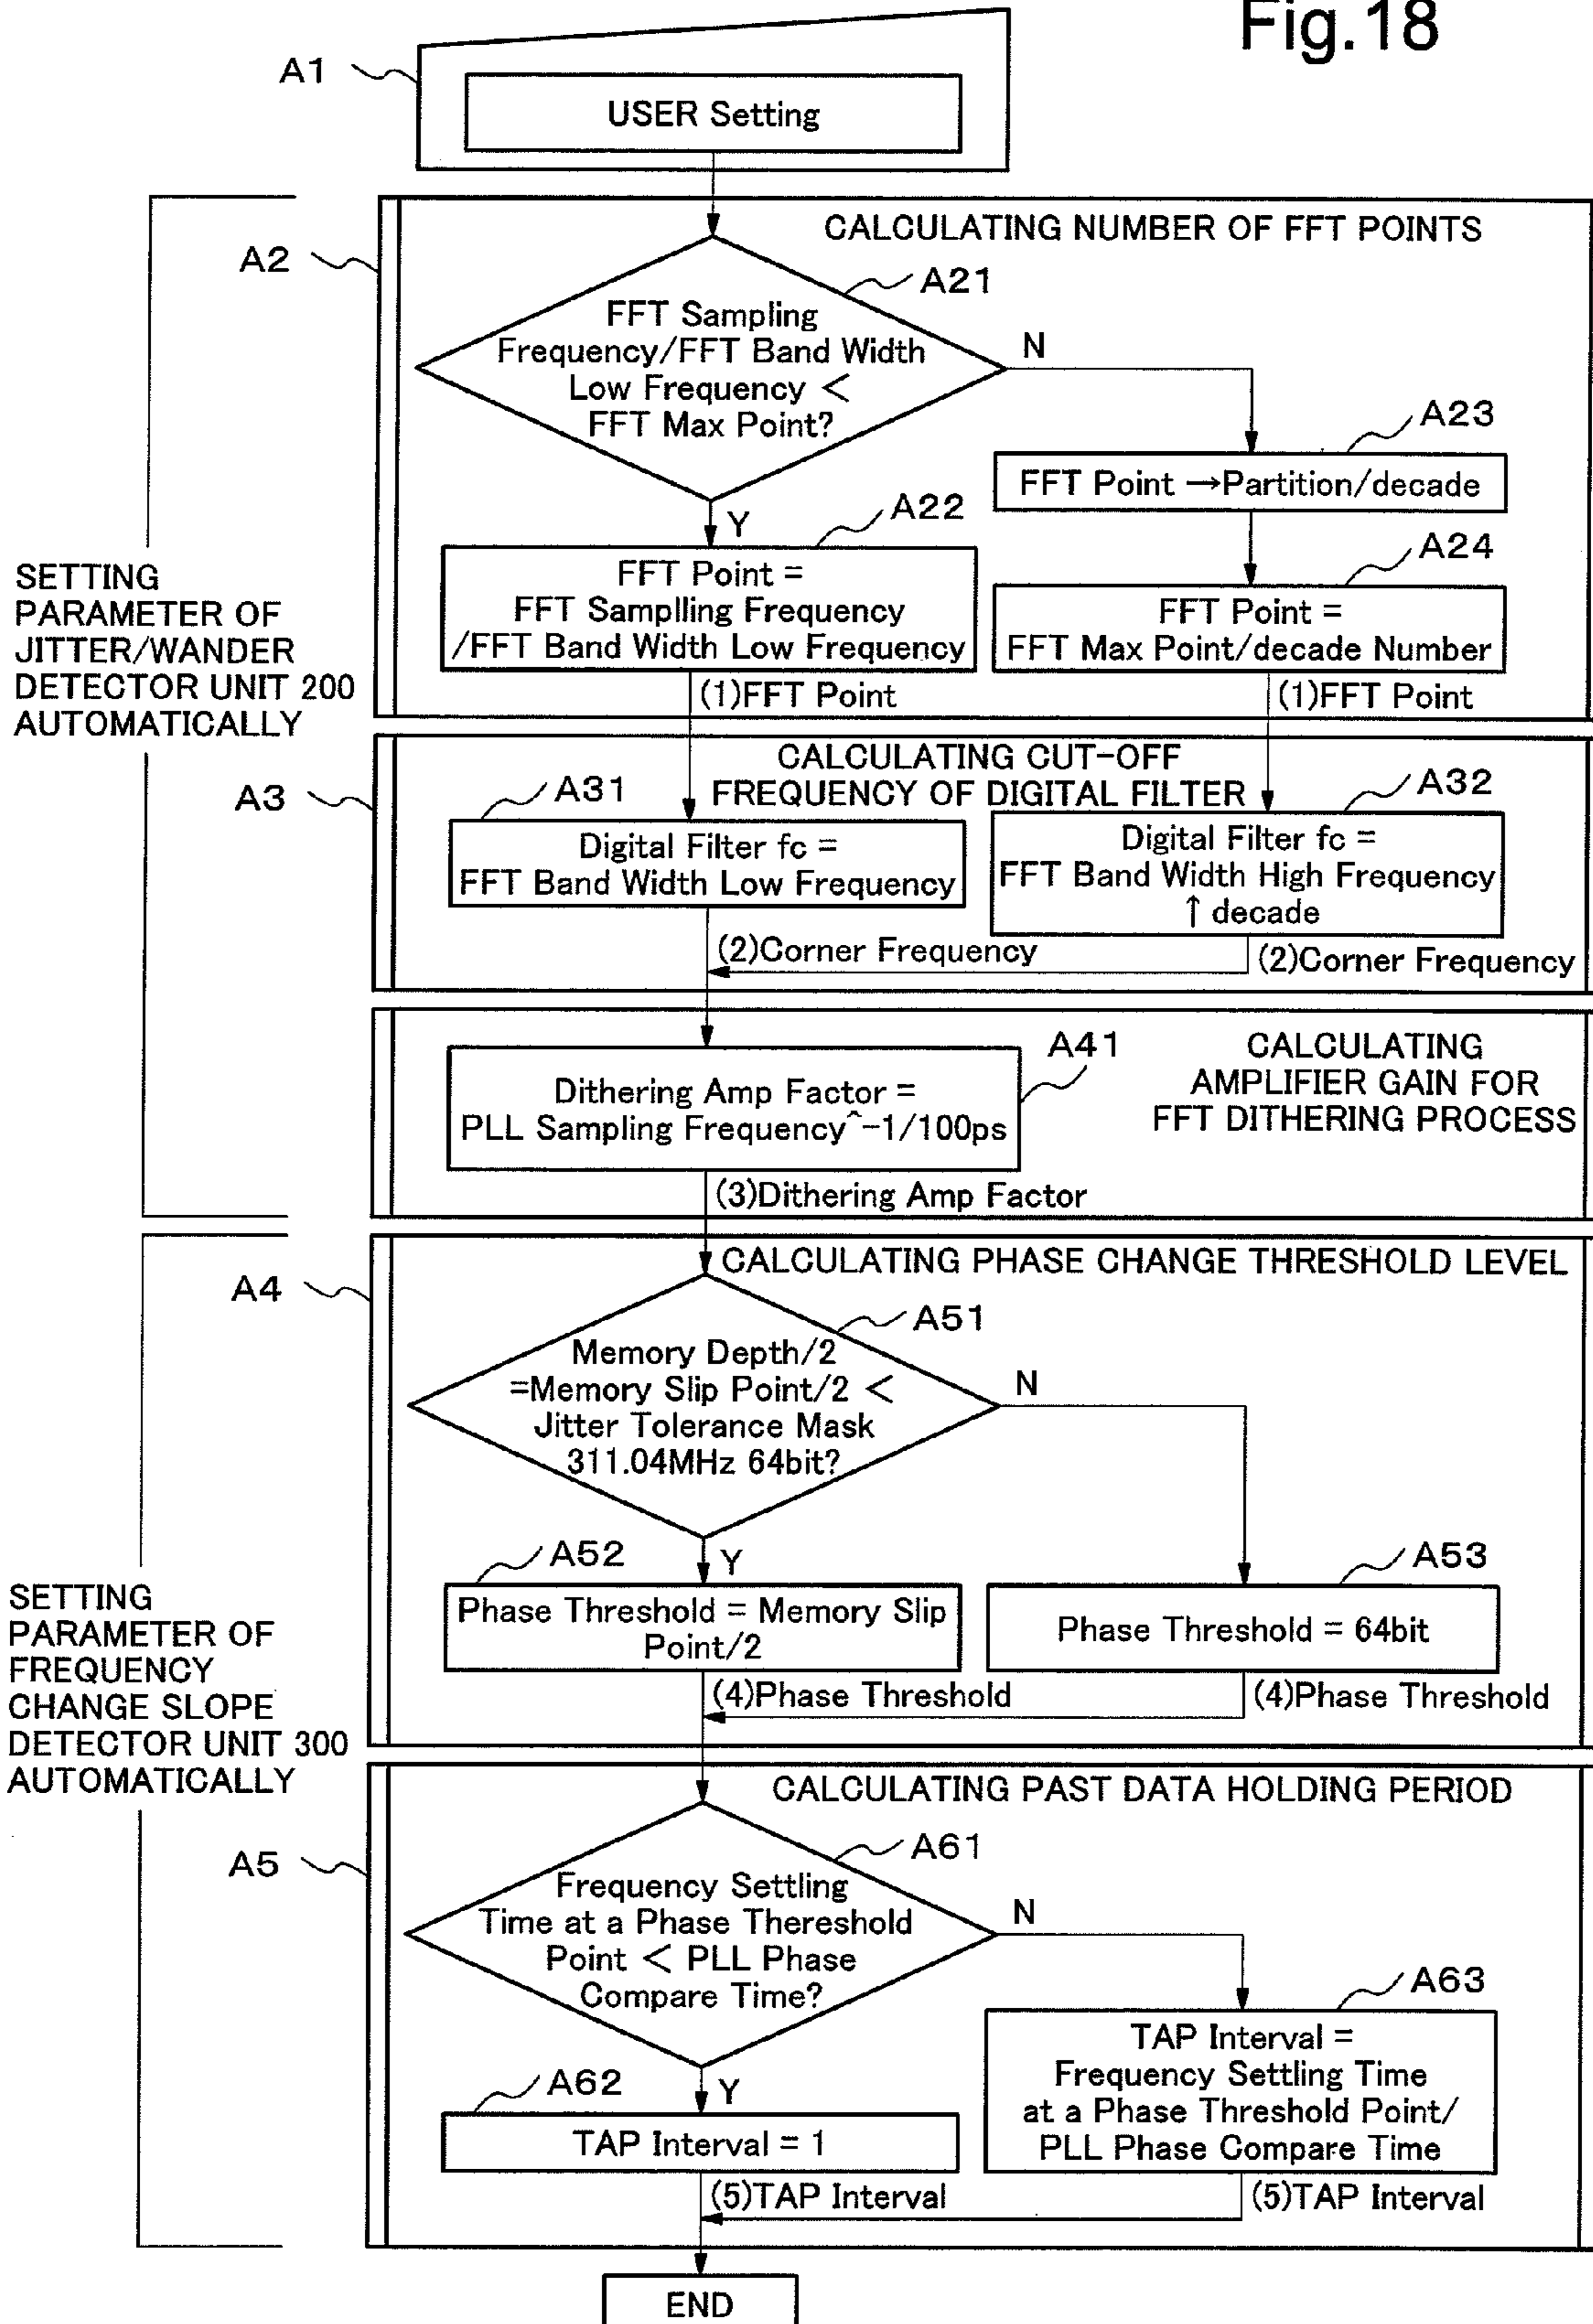 Fig.18
A1
USER Setting
A2
CALCULATING NUMBER OF FFT POINTS
A21
FFT Sampling
Frequency/FFT Band Width
Low Frequency <
FFT Max Point?
N
Y
A23
FFT Point →Partition/decade
A22
FFT Point =
FFT Samplling Frequency
/FFT Band Width Low Frequency
A24
FFT Point =
FFT Max Point/decade Number
(1)FFT Point
(1)FFT Point
SETTING
PARAMETER OF
JITTER/WANDER
DETECTOR UNIT 200
AUTOMATICALLY
A3
CALCULATING CUT-OFF
FREQUENCY OF DIGITAL FILTER
A31
Digital Filter fc =
FFT Band Width Low Frequency
A32
Digital Filter fc =
FFT Band Width High Frequency
↑ decade
(2)Corner Frequency
(2)Corner Frequency
A41
CALCULATING
AMPLIFIER GAIN FOR
FFT DITHERING PROCESS
Dithering Amp Factor =
PLL Sampling Frequency^-1/100ps
(3)Dithering Amp Factor
A4
CALCULATING PHASE CHANGE THRESHOLD LEVEL
A51
Memory Depth/2
=Memory Slip Point/2 <
Jitter Tolerance Mask
311.04MHz 64bit?
N
Y
A52
Phase Threshold = Memory Slip
Point/2
A53
Phase Threshold = 64bit
(4)Phase Threshold
(4)Phase Threshold
SETTING
PARAMETER OF
FREQUENCY
CHANGE SLOPE
DETECTOR UNIT 300
AUTOMATICALLY
A5
CALCULATING PAST DATA HOLDING PERIOD
A61
Frequency Settling
Time at a Phase Thereshold
Point < PLL Phase
Compare Time?
N
Y
A62
TAP Interval = 1
A63
TAP Interval =
Frequency Settling Time
at a Phase Threshold Point/
PLL Phase Compare Time
(5)TAP Interval
(5)TAP Interval
END